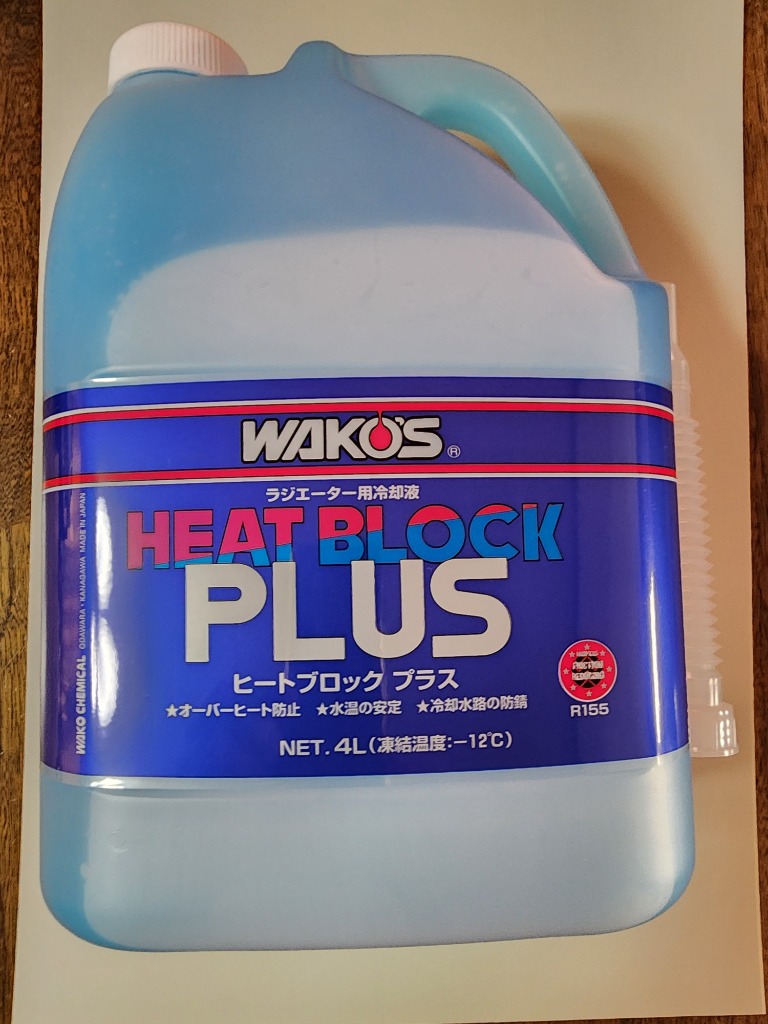 WAKO'S®
ラジエーター用冷却液
HEAT BLOCK
PLUS
ヒートブロック プラス
★オーバーヒート防止 ★水温の安定 ★冷却水路の防錆
NET. 4L(凍結温度:−12℃)
R155
WAKO CHEMICAL ODAWARA・KANAGAWA MADE IN JAPAN